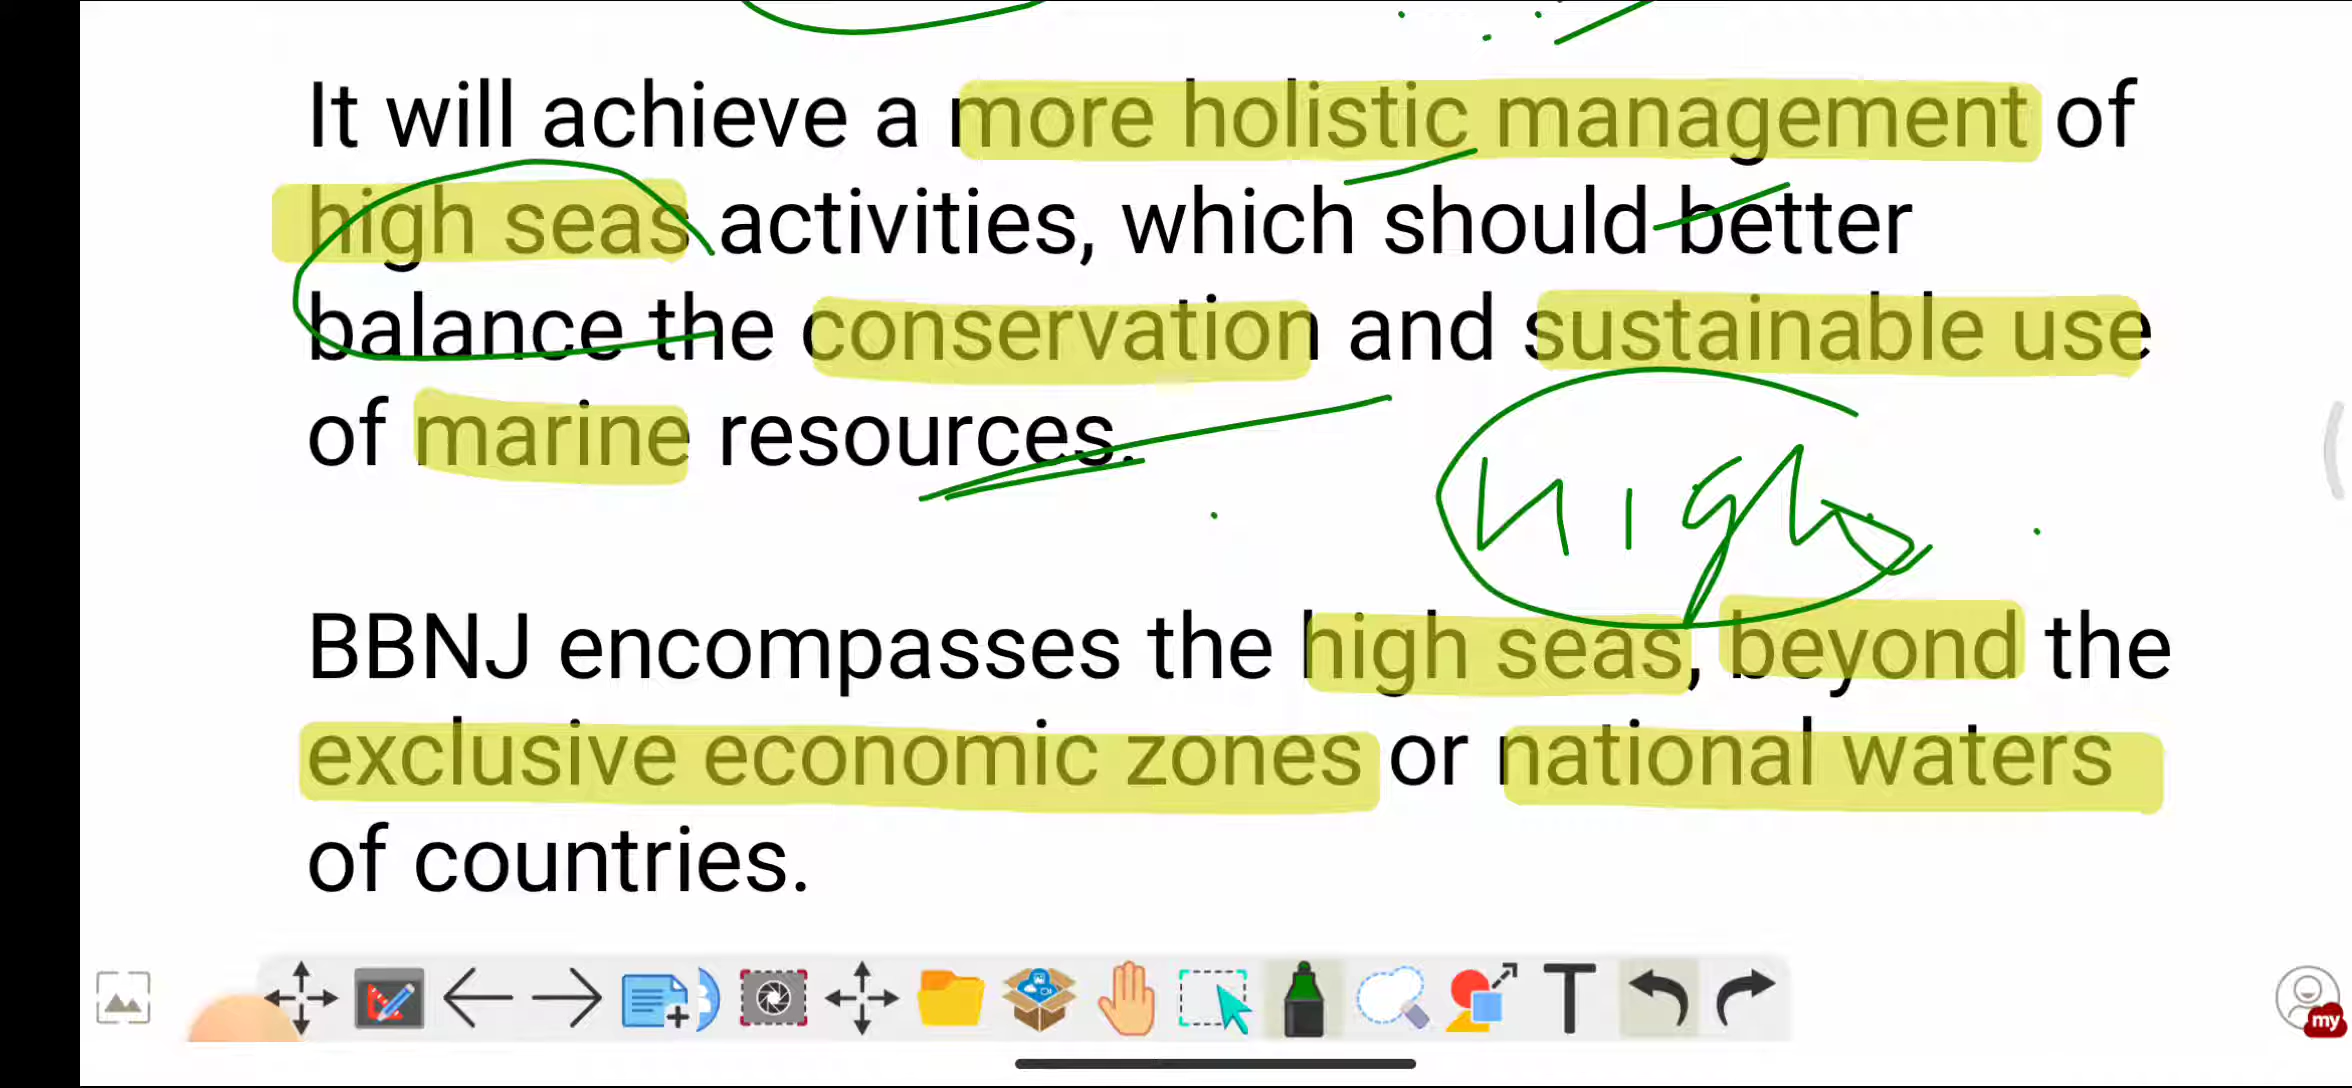 It will achieve a more holistic management of
high seas activities, which should better
balance the conservation and sustainable use
of marine resources.
High
BBNJ encompasses the high seas, beyond the
exclusive economic zones or national waters
of countries.
T
my